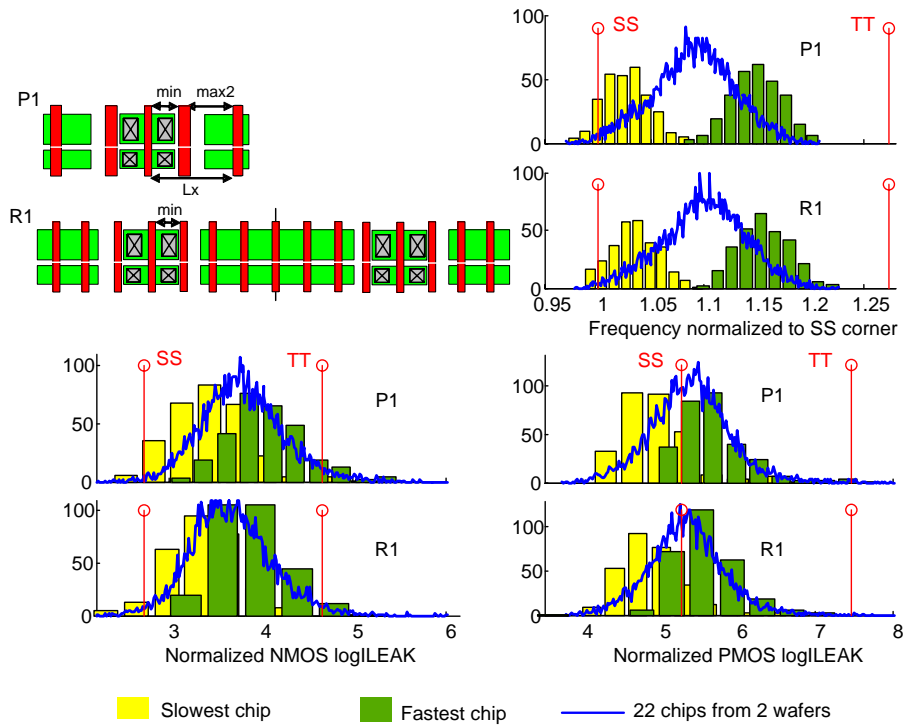 P1
min
max2
Lx
R1
min
100
50
0
SS
TT
P1
100
50
0
R1
0.95
1
1.05
1.10
1.15
1.2
1.25
Frequency normalized to SS corner
100
50
0
SS
TT
P1
100
50
0
R1
3
4
5
6
Normalized NMOS logILEAK
100
50
0
SS
TT
P1
100
50
0
R1
4
5
6
7
8
Normalized PMOS logILEAK
Slowest chip
Fastest chip
22 chips from 2 wafers